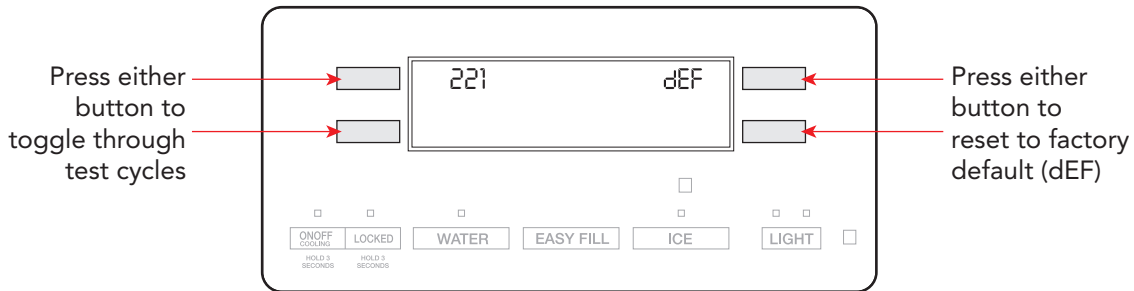 Press either
button to
toggle through
test cycles
221 dEF
Press either
button to
reset to factory
default (dEF)
ONOFF
COOLING
LOCKED
WATER
EASY FILL
ICE
LIGHT
HOLD 3
SECONDS
HOLD 3
SECONDS